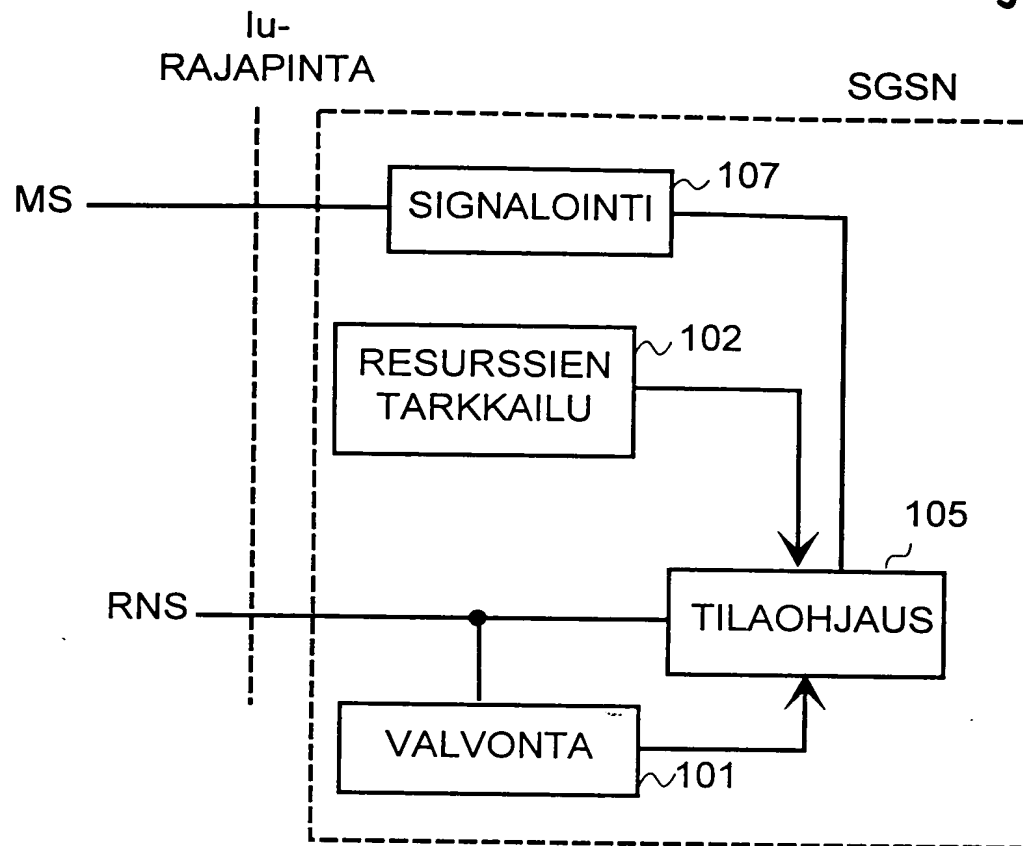 Iu-
RAJAPINTA
SGSN
MS
SIGNALOINTI
107
RESURSSIEN
TARKKAILU
102
105
RNS
TILAOHJAUS
VALVONTA
101